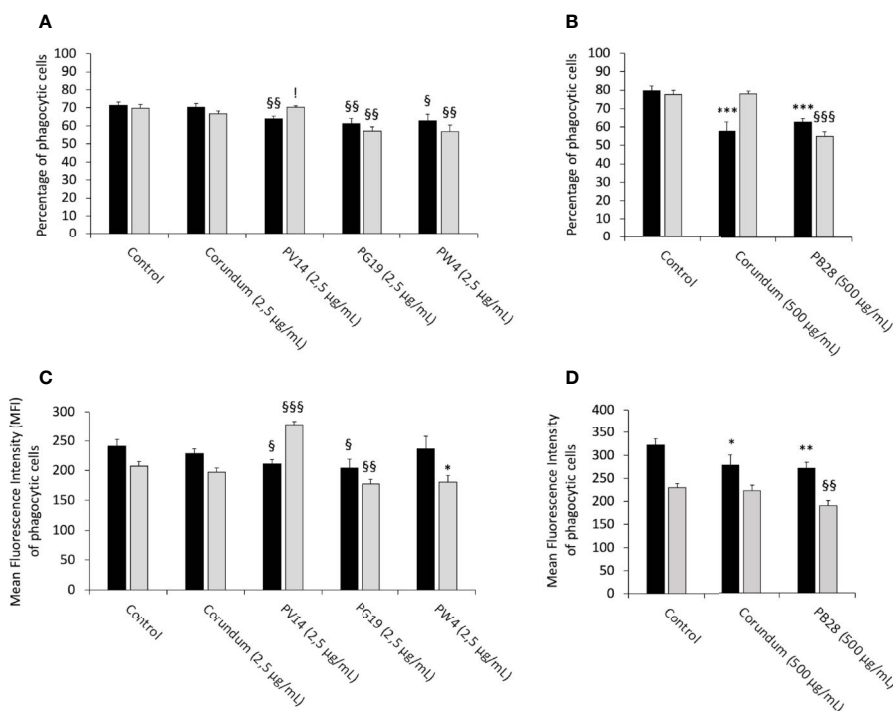 A
Percentage of phagocytic cells
100
90
80
70
60
50
40
30
20
10
0
§§
!
§§
§§
§
§§
Control
Corundum (2,5 µg/mL)
PV14 (2,5 µg/mL)
PG19 (2,5 µg/mL)
PW4 (2,5 µg/mL)
B
Percentage of phagocytic cells
100
90
80
70
60
50
40
30
20
10
0
***
***
§§§
Control
Corundum (500 µg/mL)
PB28 (500 µg/mL)
C
Mean Fluorescence Intensity (MFI)
of phagocytic cells
300
250
200
150
100
50
0
§
§§§
§
§§
*
Control
Corundum (2,5 µg/mL)
PV14 (2,5 µg/mL)
PG19 (2,5 µg/mL)
PW4 (2,5 µg/mL)
D
Mean Fluorescence Intensity
of phagocytic cells
400
350
300
250
200
150
100
50
0
*
**
§§
Control
Corundum (500 µg/mL)
PB28 (500 µg/mL)